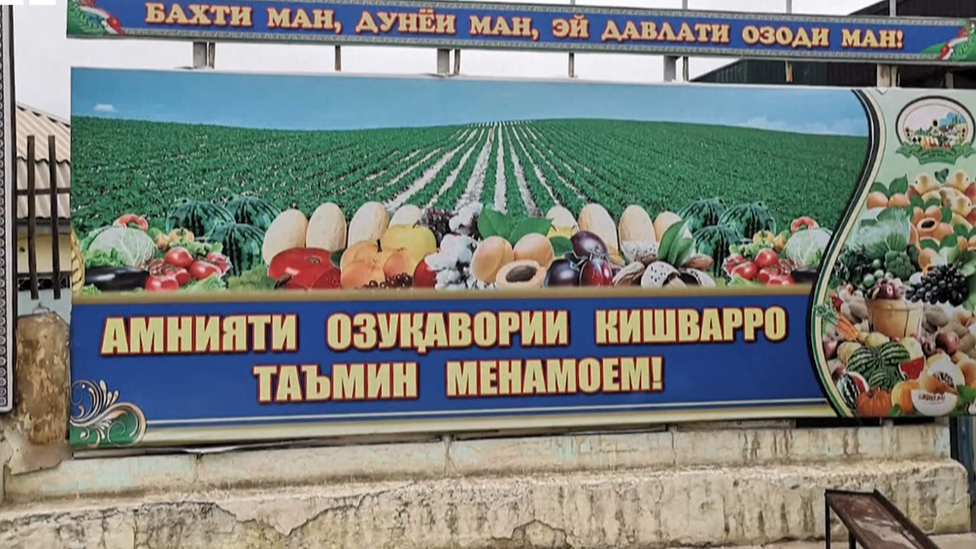 БАХТИ МАН, ДУНЁИ МАН, ЭЙ ДАВЛАТИ ОЗОДИ МАН!
АМНИЯТИ ОЗУҚАВОРИИ КИШВАРРО
ТАЪМИН МЕНАМОЕМ!